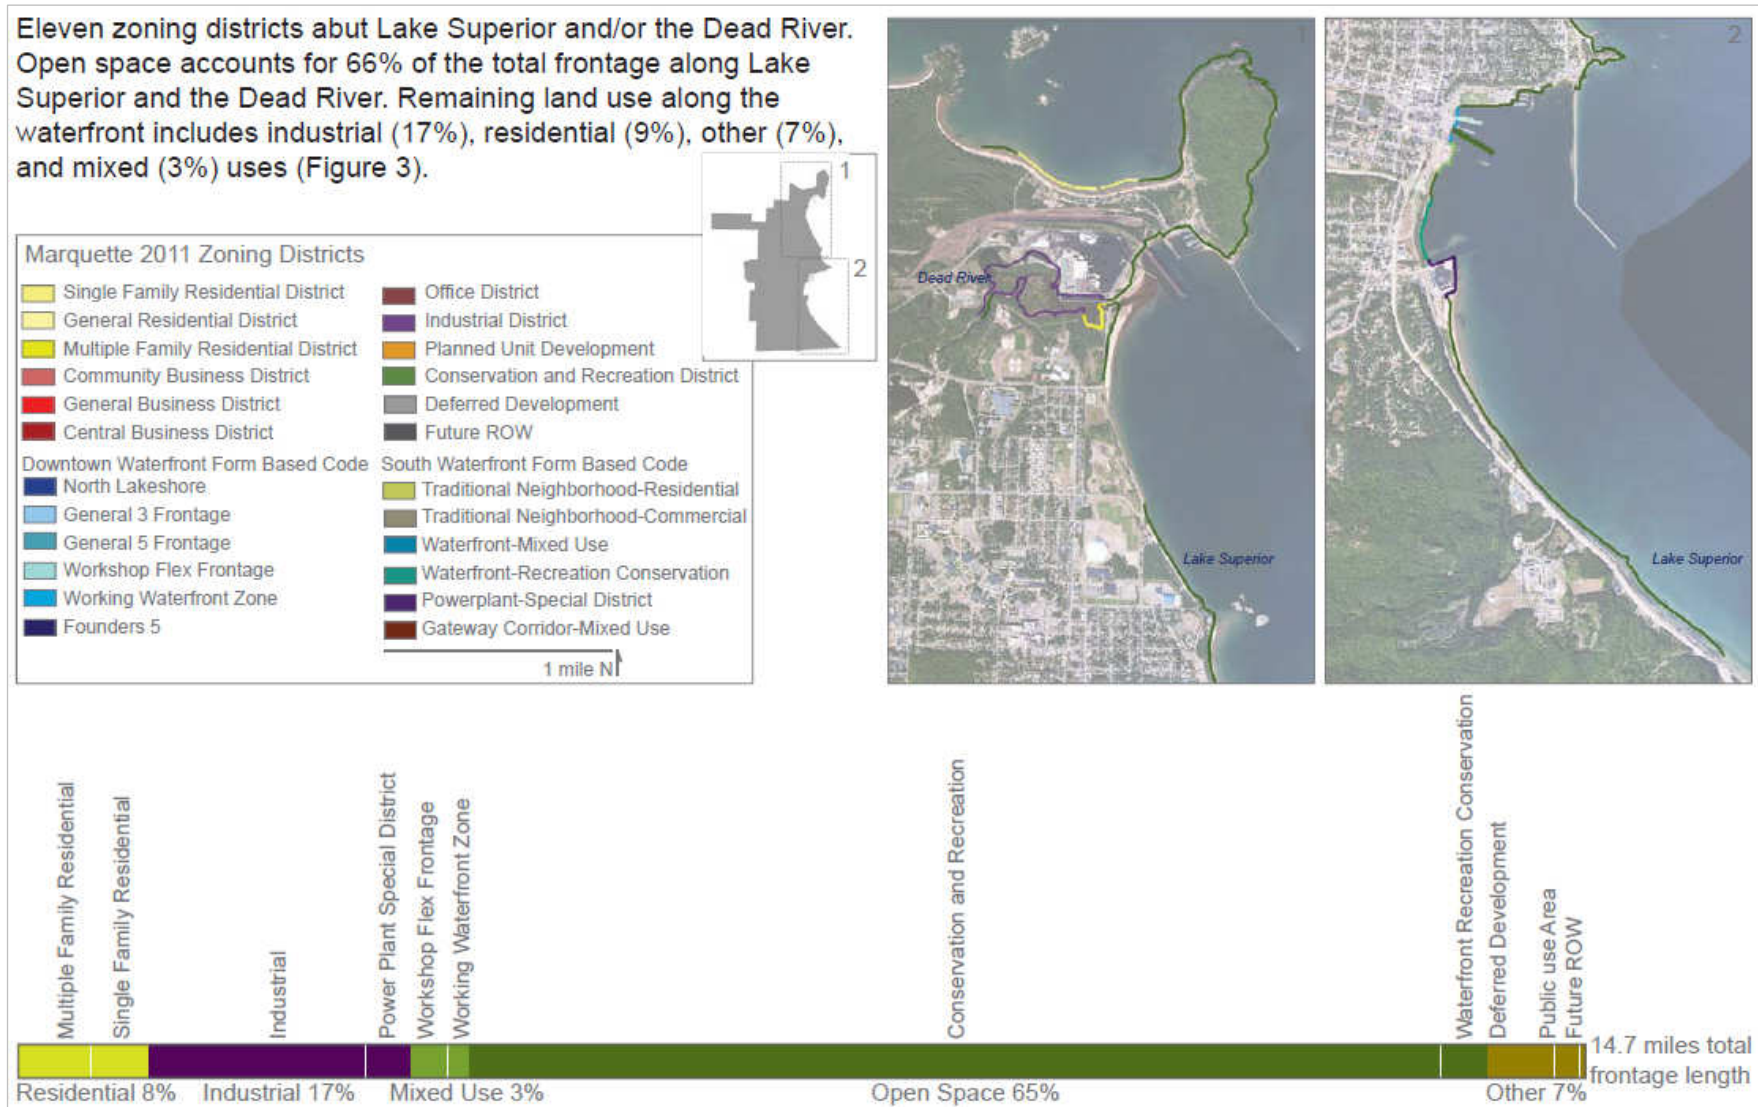 Eleven zoning districts abut Lake Superior and/or the Dead River.
Open space accounts for 66% of the total frontage along Lake
Superior and the Dead River. Remaining land use along the
waterfront includes industrial (17%), residential (9%), other (7%),
and mixed (3%) uses (Figure 3).
1
2
Marquette 2011 Zoning Districts
Single Family Residential District
General Residential District
Multiple Family Residential District
Community Business District
General Business District
Central Business District
Office District
Industrial District
Planned Unit Development
Conservation and Recreation District
Deferred Development
Future ROW
Downtown Waterfront Form Based Code
North Lakeshore
General 3 Frontage
General 5 Frontage
Workshop Flex Frontage
Working Waterfront Zone
Founders 5
South Waterfront Form Based Code
Traditional Neighborhood-Residential
Traditional Neighborhood-Commercial
Waterfront-Mixed Use
Waterfront-Recreation Conservation
Powerplant-Special District
Gateway Corridor-Mixed Use
1 mile N
1
Dead River
Lake Superior
2
Lake Superior
Multiple Family Residential
Single Family Residential
Industrial
Power Plant Special District
Workshop Flex Frontage
Working Waterfront Zone
Conservation and Recreation
Waterfront Recreation Conservation
Deferred Development
Public use Area
Future ROW
14.7 miles total
frontage length
Residential 8%
Industrial 17%
Mixed Use 3%
Open Space 65%
Other 7%